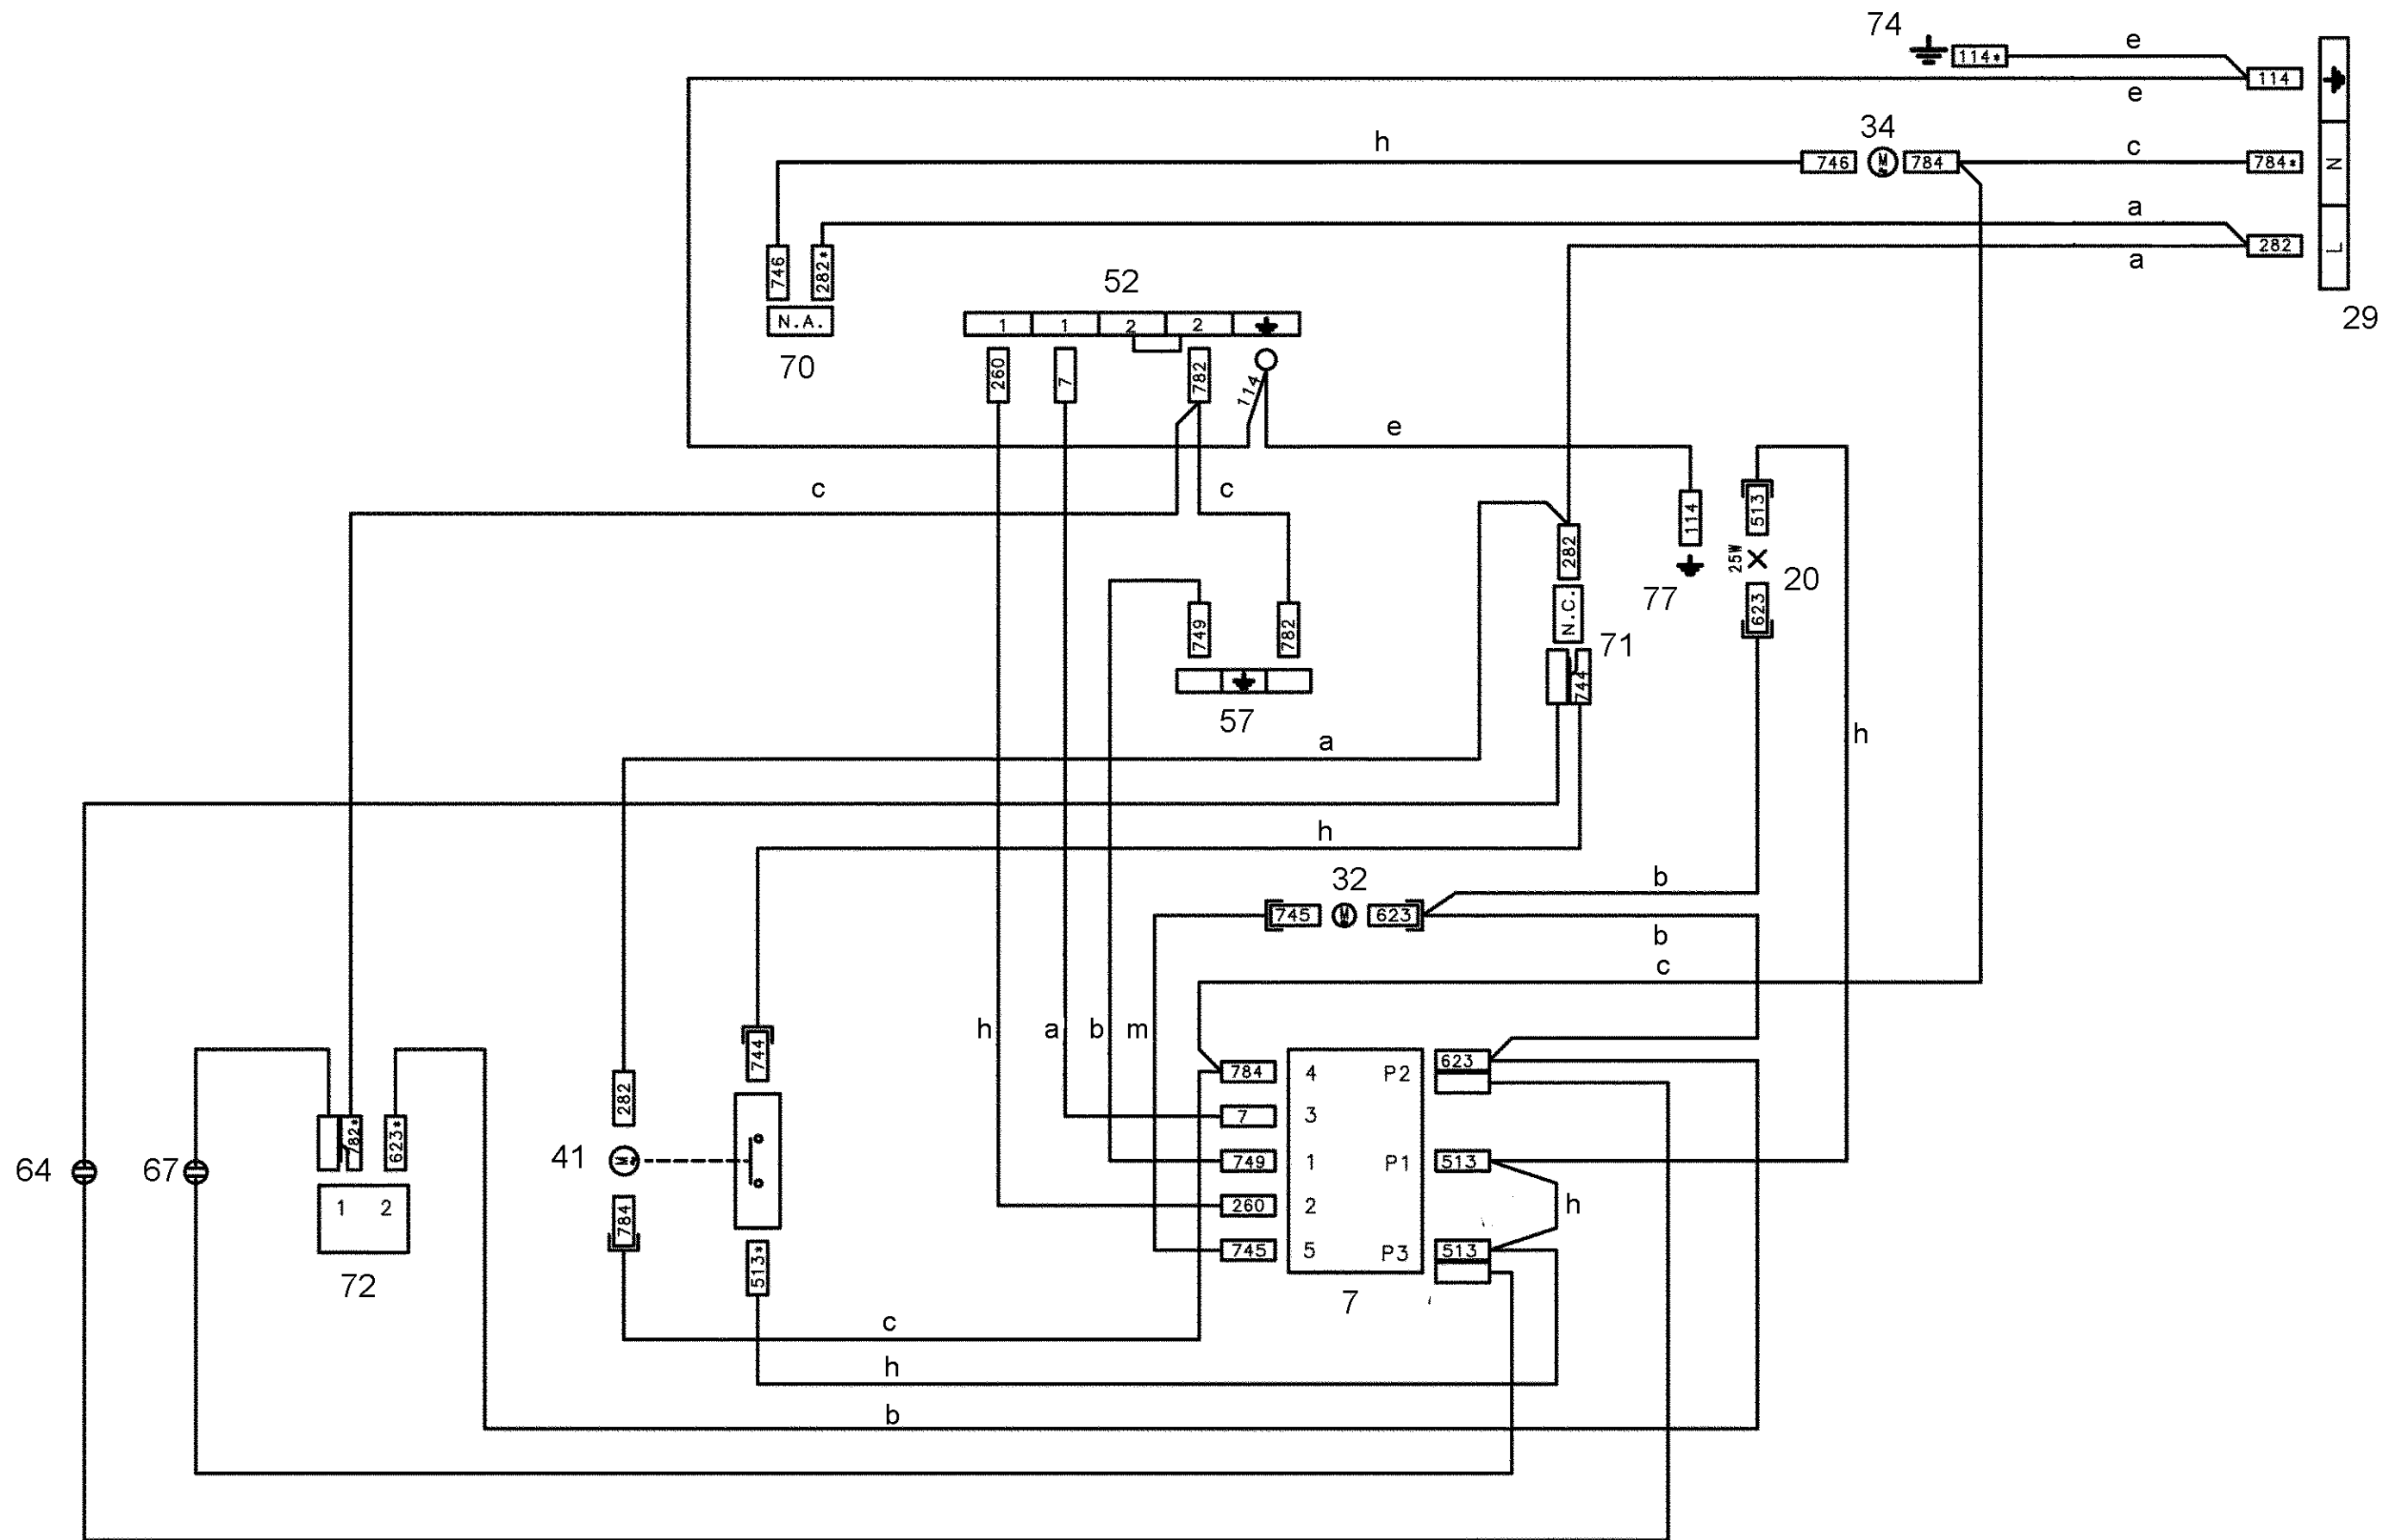 74
114*
e
114
e
34
h
746
M
784
c
784*
N
a
282
L
a
29
746
282*
N.A.
70
52
1
1
2
2
260
7
782
114
e
c
c
513
25W
20
623
114
77
282
N.C.
71
744
749
782
57
a
h
h
32
745
M
623
b
b
c
h
a
b
m
744
282
784
4
P2
623
7
3
782*
623*
64
67
41
M
749
1
P1
513
1
2
260
2
h
784
513*
745
5
P3
513
72
7
c
h
b